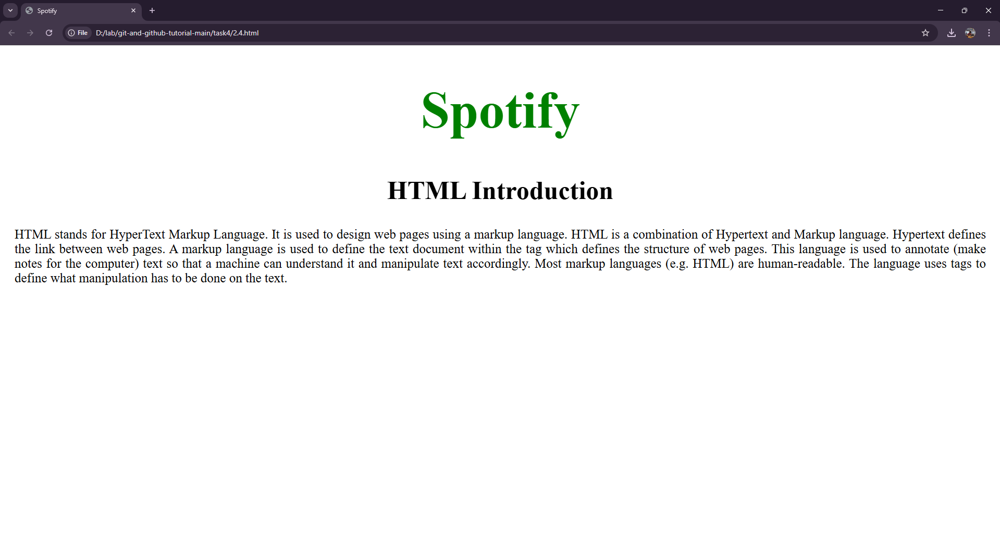 Spotify
File D:/lab/git-and-github-tutorial-main/task4/2.4.html
Spotify
HTML Introduction
HTML stands for HyperText Markup Language. It is used to design web pages using a markup language. HTML is a combination of Hypertext and Markup language. Hypertext defines
the link between web pages. A markup language is used to define the text document within the tag which defines the structure of web pages. This language is used to annotate (make
notes for the computer) text so that a machine can understand it and manipulate text accordingly. Most markup languages (e.g. HTML) are human-readable. The language uses tags to
define what manipulation has to be done on the text.